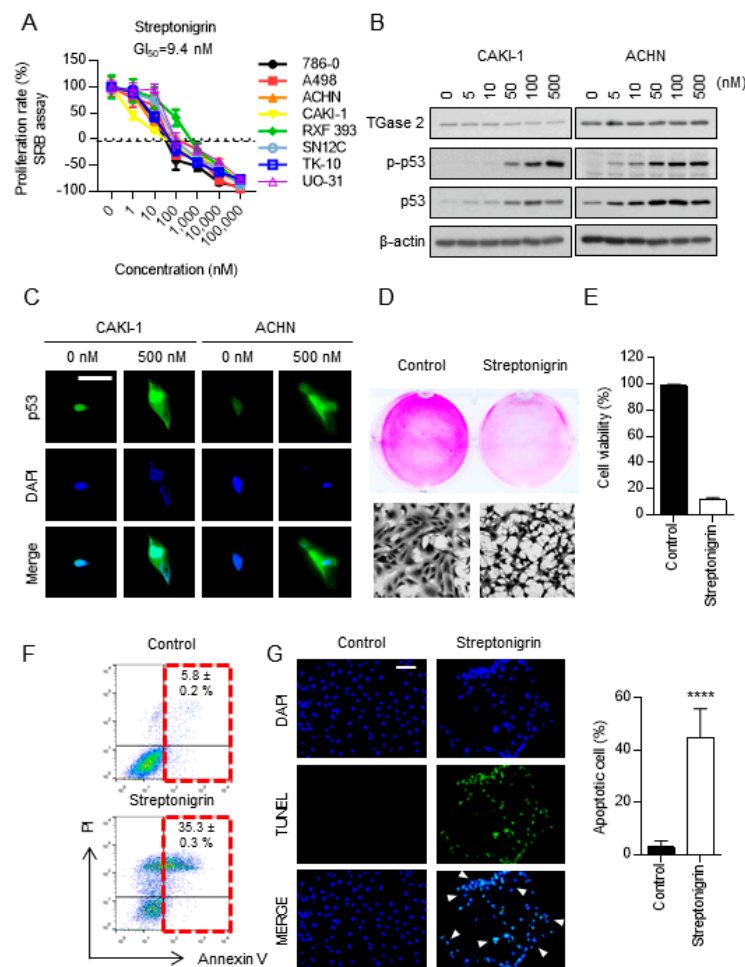 A
Streptonigrin
GI50=9.4 nM
Proliferation rate (%)
SRB assay
150
100
50
0
-50
-100
0
1
10
100
1,000
10,000
100,000
Concentration (nM)
786-0
A498
ACHN
CAKI-1
RXF 393
SN12C
TK-10
UO-31
B
CAKI-1 ACHN
0 5 10 50 100 500 0 5 10 50 100 500 (nM)
TGase 2
p-p53
p53
β-actin
C
CAKI-1 ACHN
0 nM 500 nM 0 nM 500 nM
p53
DAPI
Merge
D
Control Streptonigrin
E
Cell viability (%)
120
100
80
60
40
20
0
Control
Streptonigrin
F
Control
5.8 ±
0.2 %
Streptonigrin
35.3 ±
0.3 %
PI
Annexin V
G
Control Streptonigrin
DAPI
TUNEL
MERGE
Apoptotic cell (%)
60
40
20
0
****
Control
Streptonigrin